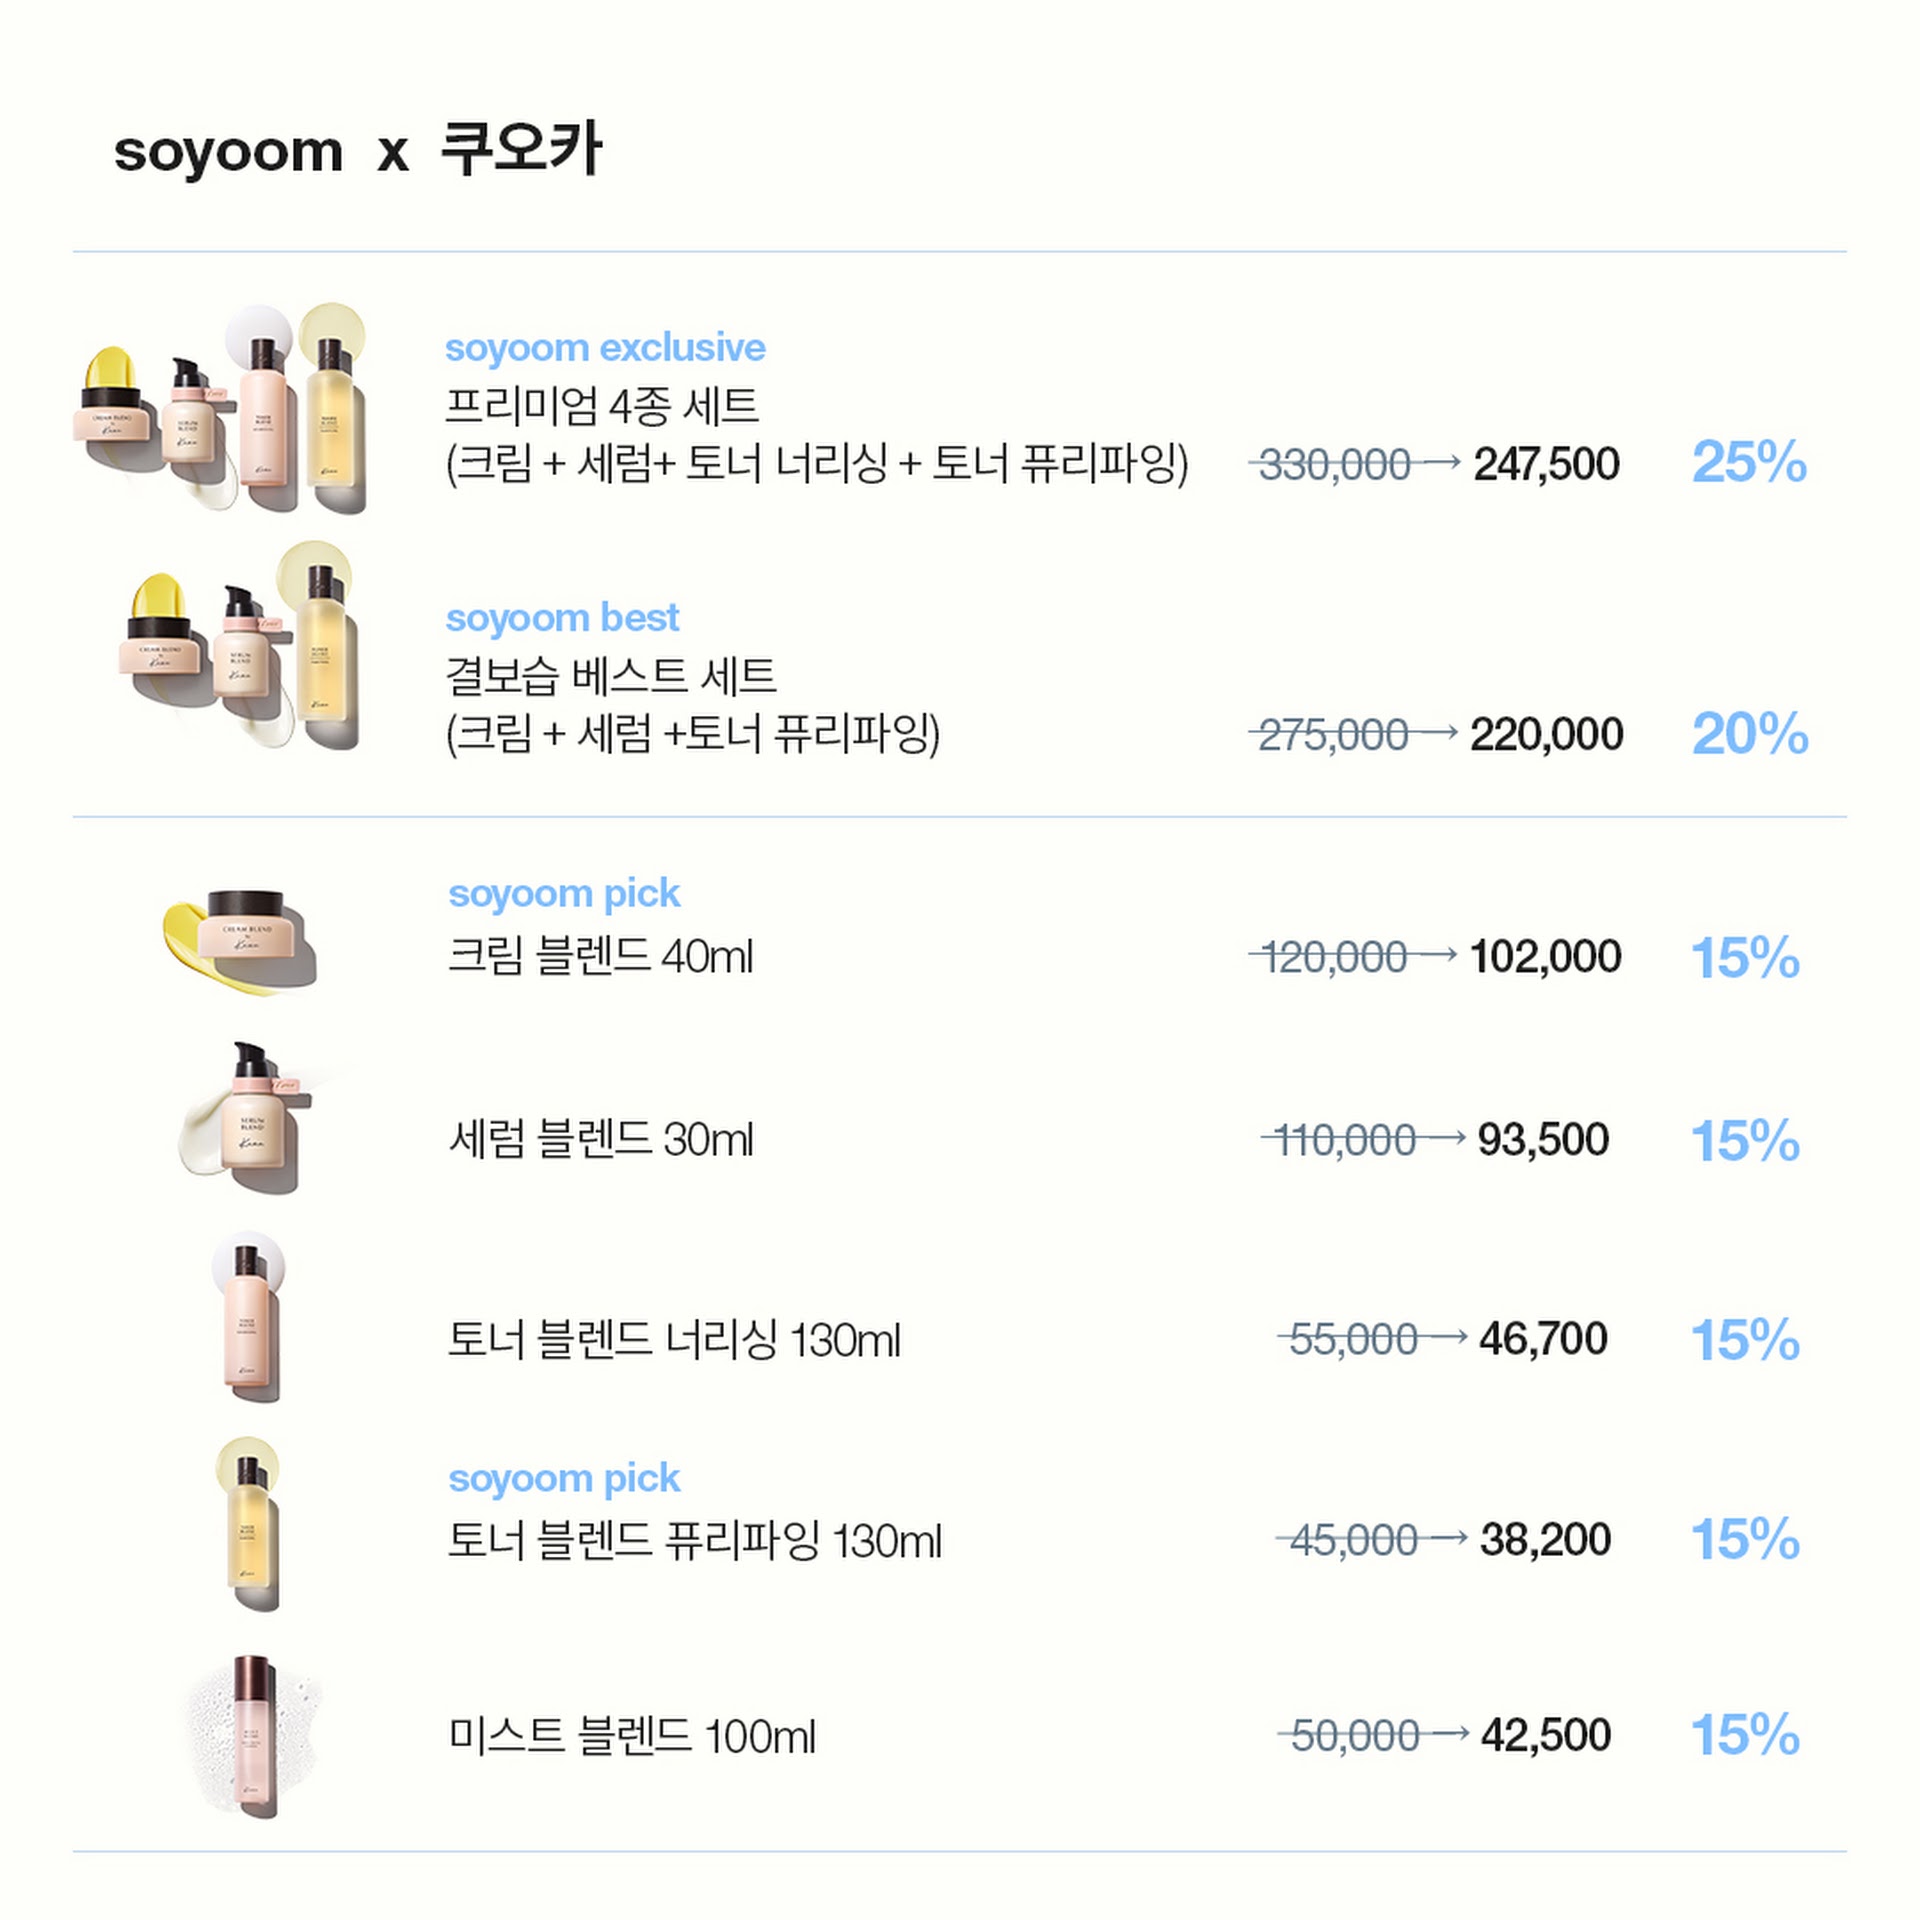 soyoom x 쿠오카
soyoom exclusive
프리미엄 4종 세트
(크림 + 세럼+ 토너 너리싱 + 토너 퓨리파잉) 330,000 → 247,500 25%
soyoom best
결보습 베스트 세트
(크림 + 세럼 +토너 퓨리파잉) 275,000 → 220,000 20%
soyoom pick
CREAM BLEND
크림 블렌드 40ml 120,000 → 102,000 15%
SERUM
BLEND
세럼 블렌드 30ml 110,000 → 93,500 15%
토너 블렌드 너리싱 130ml 55,000 → 46,700 15%
soyoom pick
토너 블렌드 퓨리파잉 130ml 45,000 → 38,200 15%
미스트 블렌드 100ml 50,000 → 42,500 15%